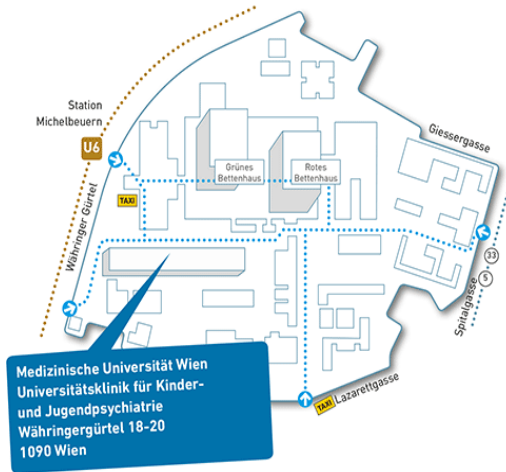 Station
Michelbeuern
U6
Giessergasse
Grünes
Bettenhaus
Rotes
Bettenhaus
TAXI
Währinger Gürtel
33
5
Spitalgasse
Medizinische Universität Wien
Universitätsklinik für Kinder-
und Jugendpsychiatrie
Währingergürtel 18-20
1090 Wien
TAXI
Lazarettgasse